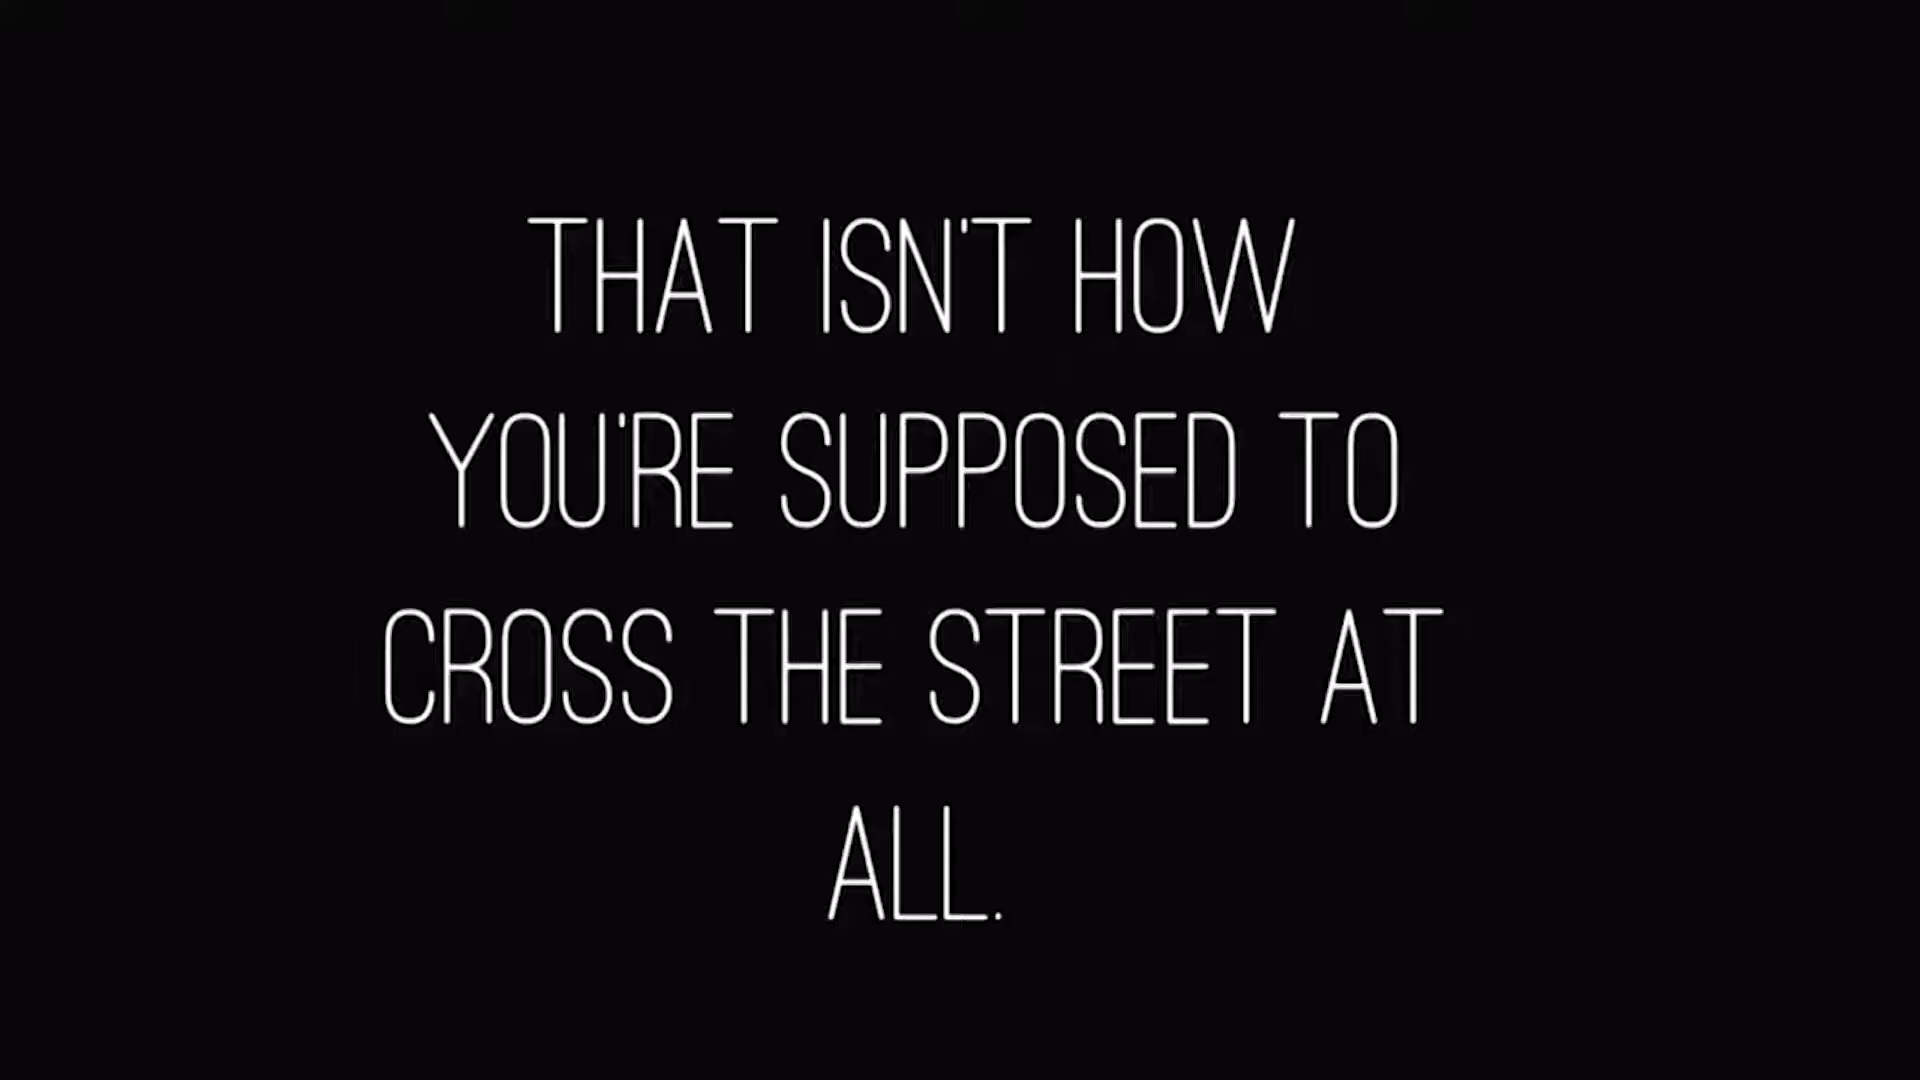 THAT ISN'T HOW
YOU'RE SUPPOSED TO
CROSS THE STREET AT
ALL.